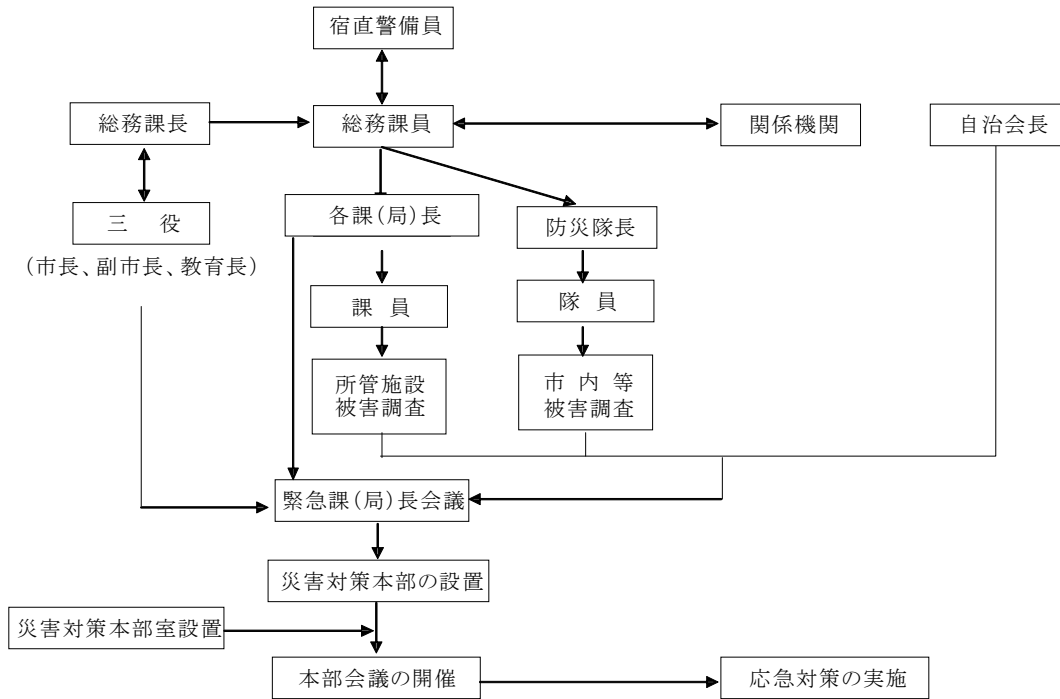 宿直警備員
総務課長
総務課員
関係機関
自治会長
三　役
各課(局)長
防災隊長
(市長、副市長、教育長)
課 員
隊 員
所管施設
被害調査
市 内 等
被害調査
緊急課(局)長会議
災害対策本部の設置
災害対策本部室設置
本部会議の開催
応急対策の実施